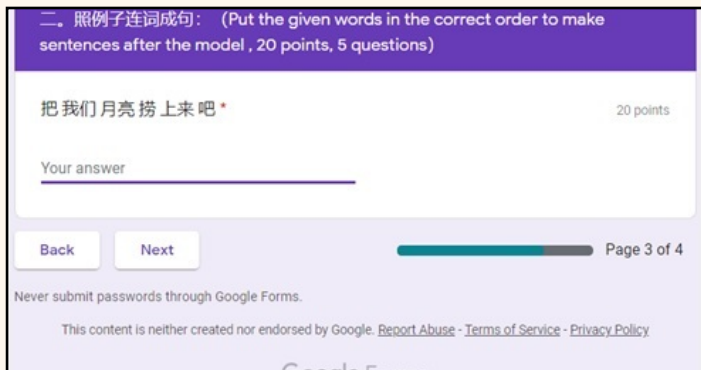 二。照例子连词成句： (Put the given words in the correct order to make
sentences after the model , 20 points, 5 questions)
把 我们 月亮 捞 上来 吧 *
20 points
Your answer
Back
Next
Page 3 of 4
Never submit passwords through Google Forms.
This content is neither created nor endorsed by Google. Report Abuse - Terms of Service - Privacy Policy
Google